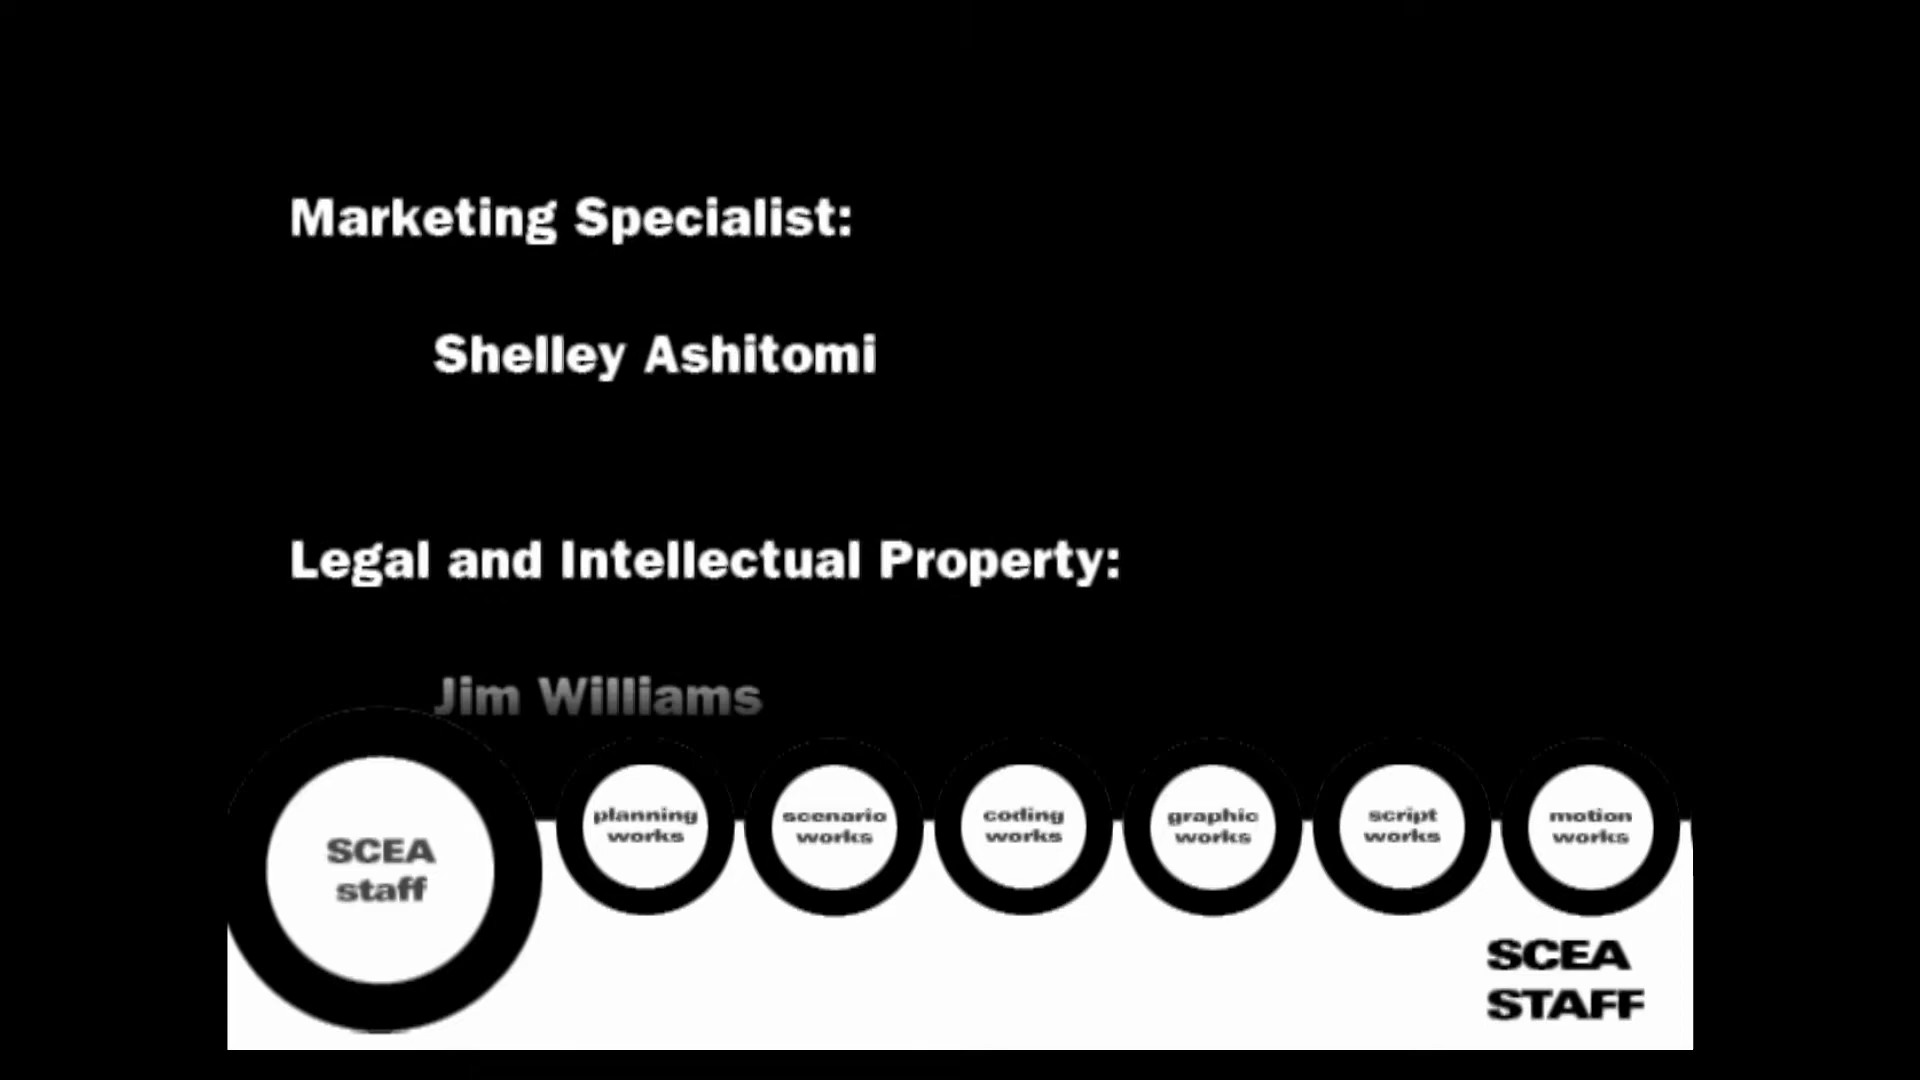 Marketing Specialist:
Shelley Ashitomi
Legal and Intellectual Property:
Jim Williams
SCEA
staff
planning
works
scenario
works
coding
works
graphic
works
script
works
motion
works
SCEA
STAFF